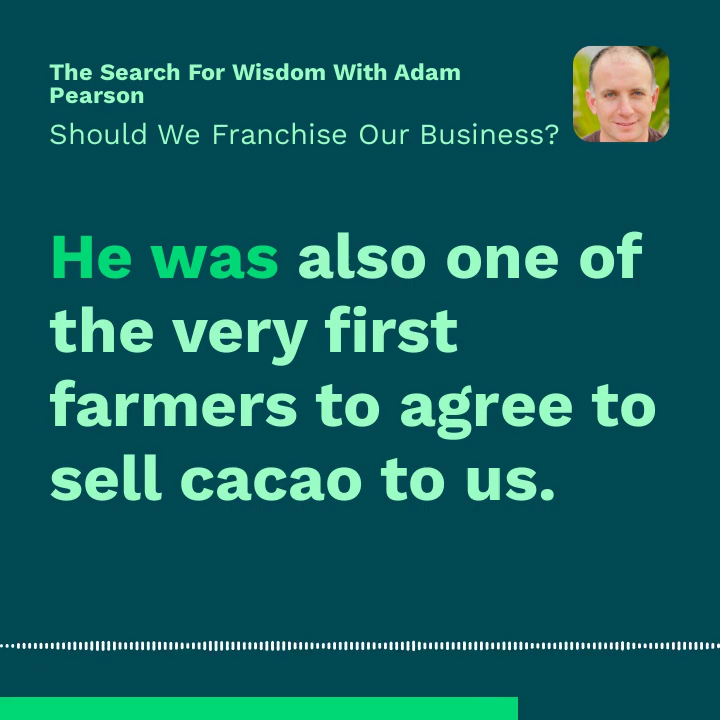 The Search For Wisdom With Adam
Pearson
Should We Franchise Our Business?
He was also one of
the very first
farmers to agree to
sell cacao to us.